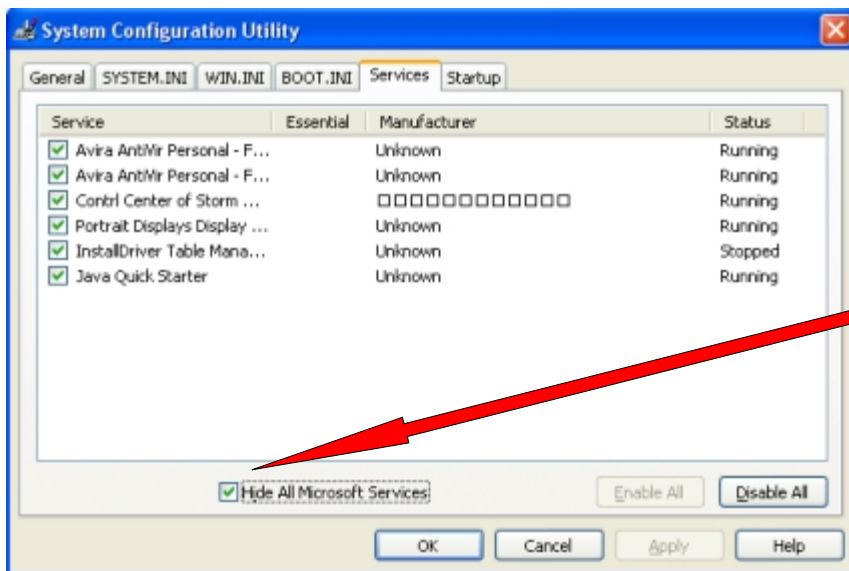 System Configuration Utility
General SYSTEM.INI WIN.INI BOOT.INI Services Startup
Service Essential Manufacturer Status
Avira AntiVir Personal - F... Unknown Running
Avira AntiVir Personal - F... Unknown Running
Contrl Center of Storm ... □□□□□□□□□□□□ Running
Portrait Displays Display ... Unknown Running
InstallDriver Table Mana... Unknown Stopped
Java Quick Starter Unknown Running
Hide All Microsoft Services Enable All Disable All
OK Cancel Apply Help